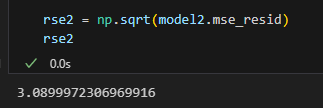 rse2 = np.sqrt(model2.mse_resid)
rse2
✓ 0.0s
3.0899972306969916